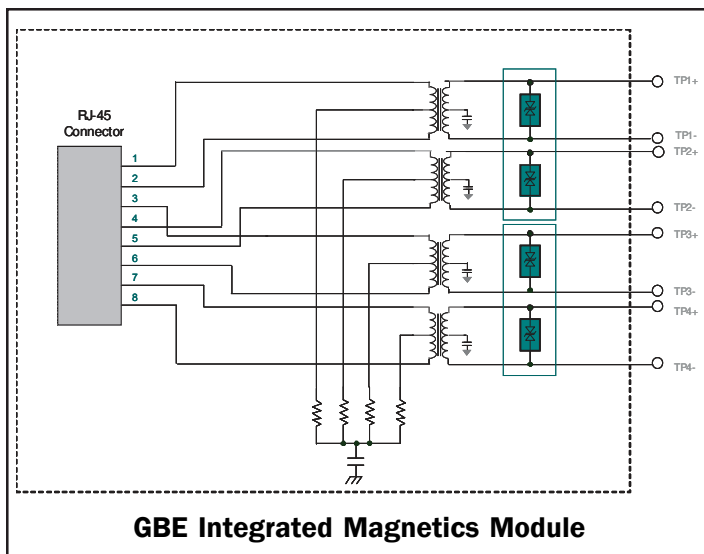 RJ-45
Connector
1
2
3
4
5
6
7
8
TP1+
TP1-
TP2+
TP2-
TP3+
TP3-
TP4+
TP4-
GBE Integrated Magnetics Module